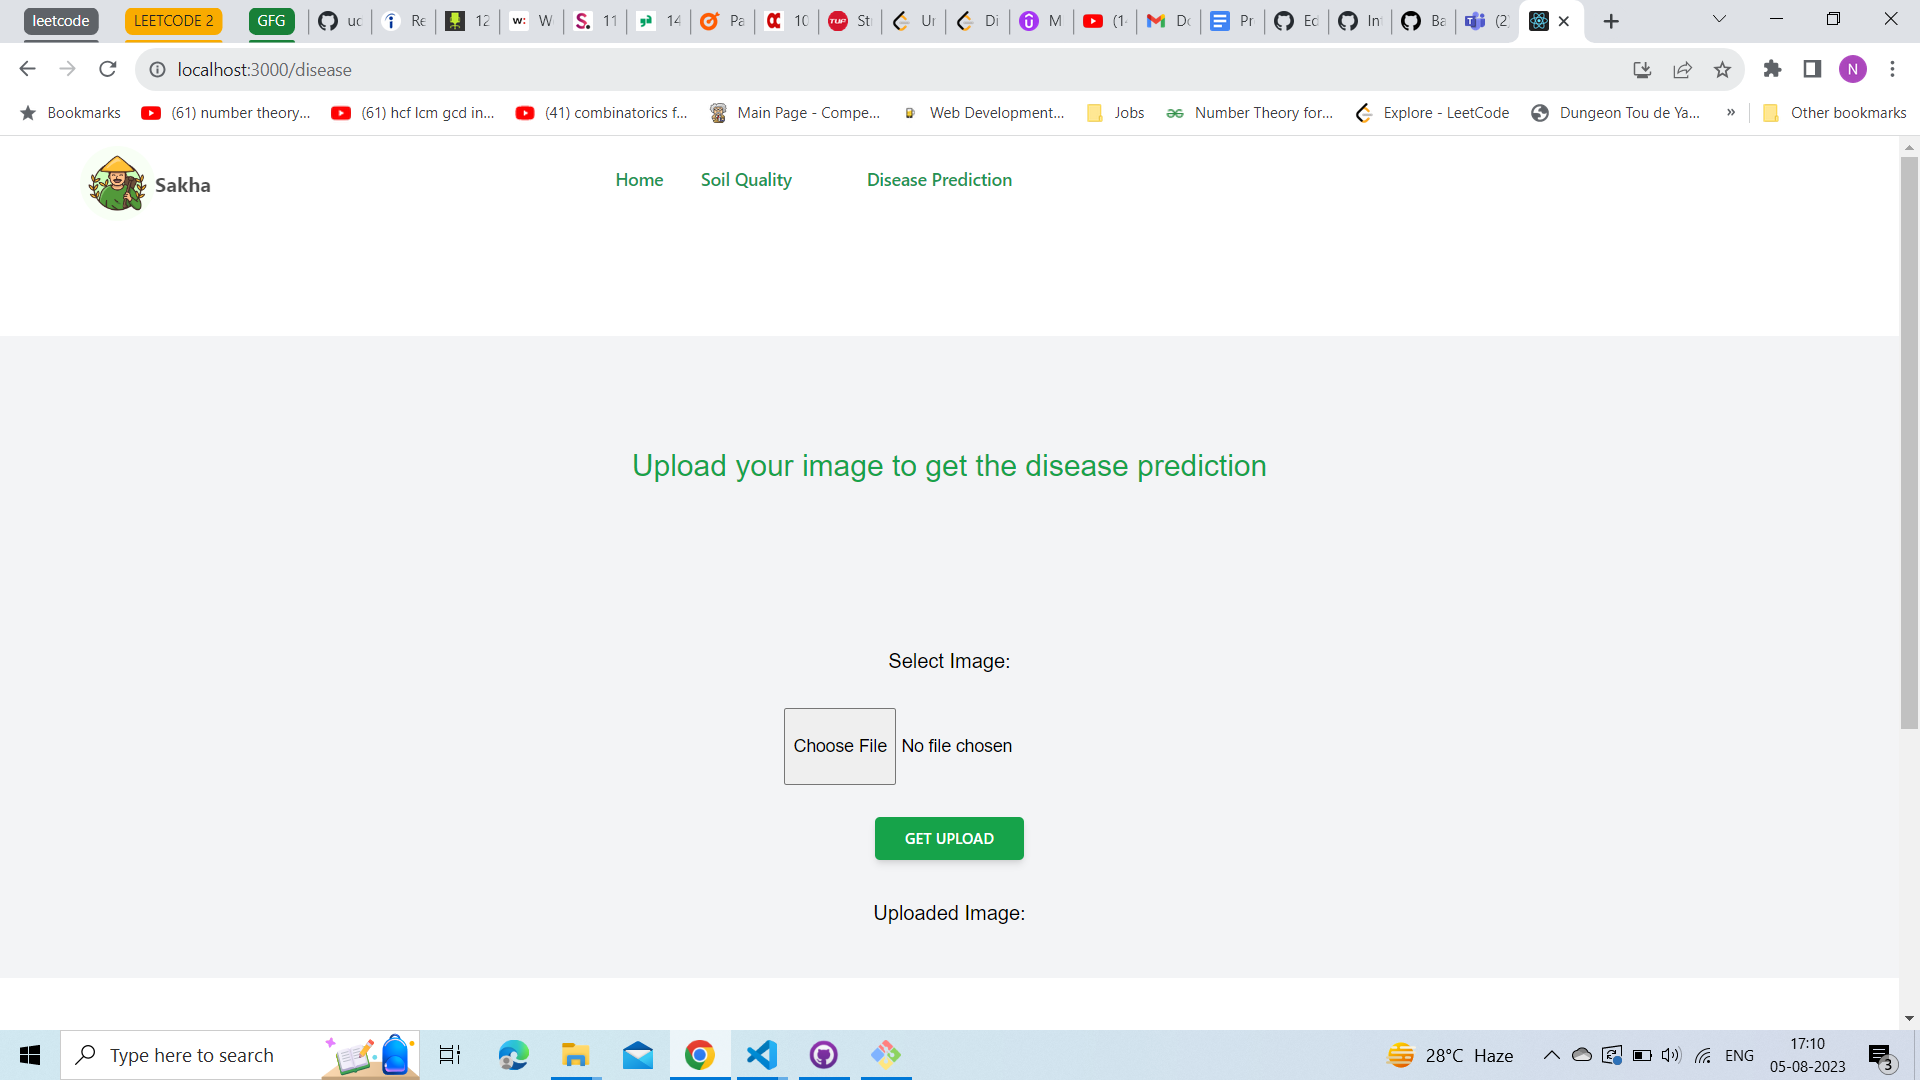 leetcode LEETCODE 2 GFG uc Re 12 W 11 14 Pa 10 St Ur Di M (1 Dc Pr Ed Int Ba (2)
localhost:3000/disease N
Bookmarks (61) number theory... (61) hcf lcm gcd in... (41) combinatorics f... Main Page - Compe... Web Development... Jobs Number Theory for... Explore - LeetCode Dungeon Tou de Ya... » Other bookmarks
Sakha Home Soil Quality Disease Prediction
Upload your image to get the disease prediction
Select Image:
Choose File No file chosen
GET UPLOAD
Uploaded Image:
Type here to search 28°C Haze ENG 17:10
05-08-2023 3